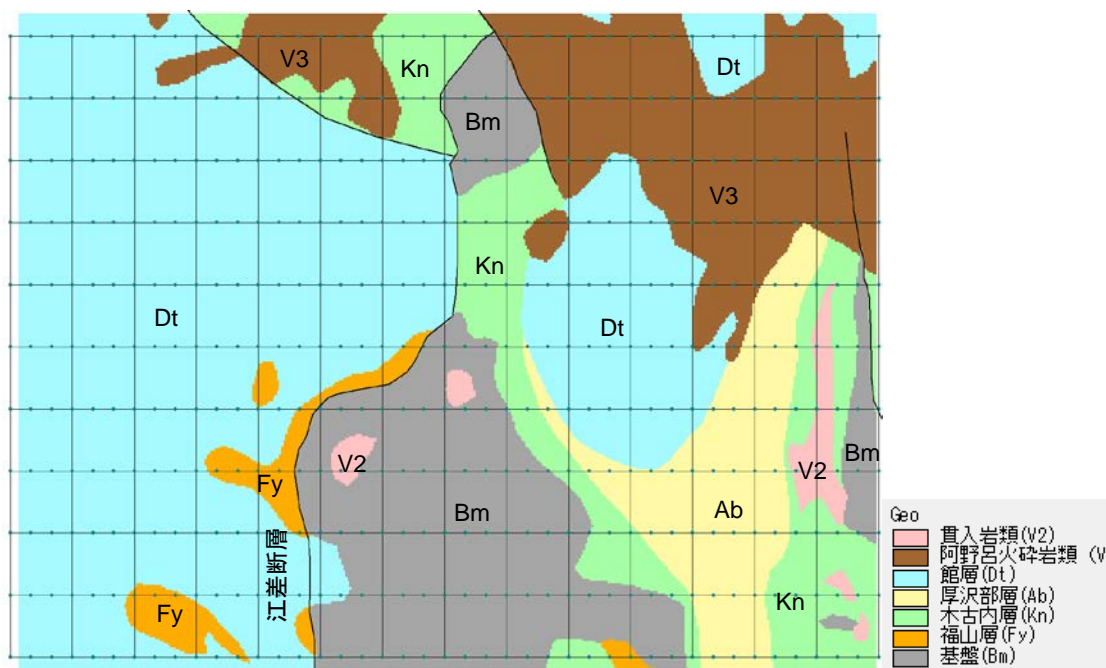 V3
Kn
Dt
Bm
V3
Kn
Dt
Dt
V2
Fy
Bm
Ab
V2
Bm
江差断層
Fy
Kn
Bm
Geo
貫入岩類(V2)
阿野呂火砕岩類 (V
館層(Dt)
厚沢部層(Ab)
木古内層(Kn)
福山層(Fy)
基盤(Bm)